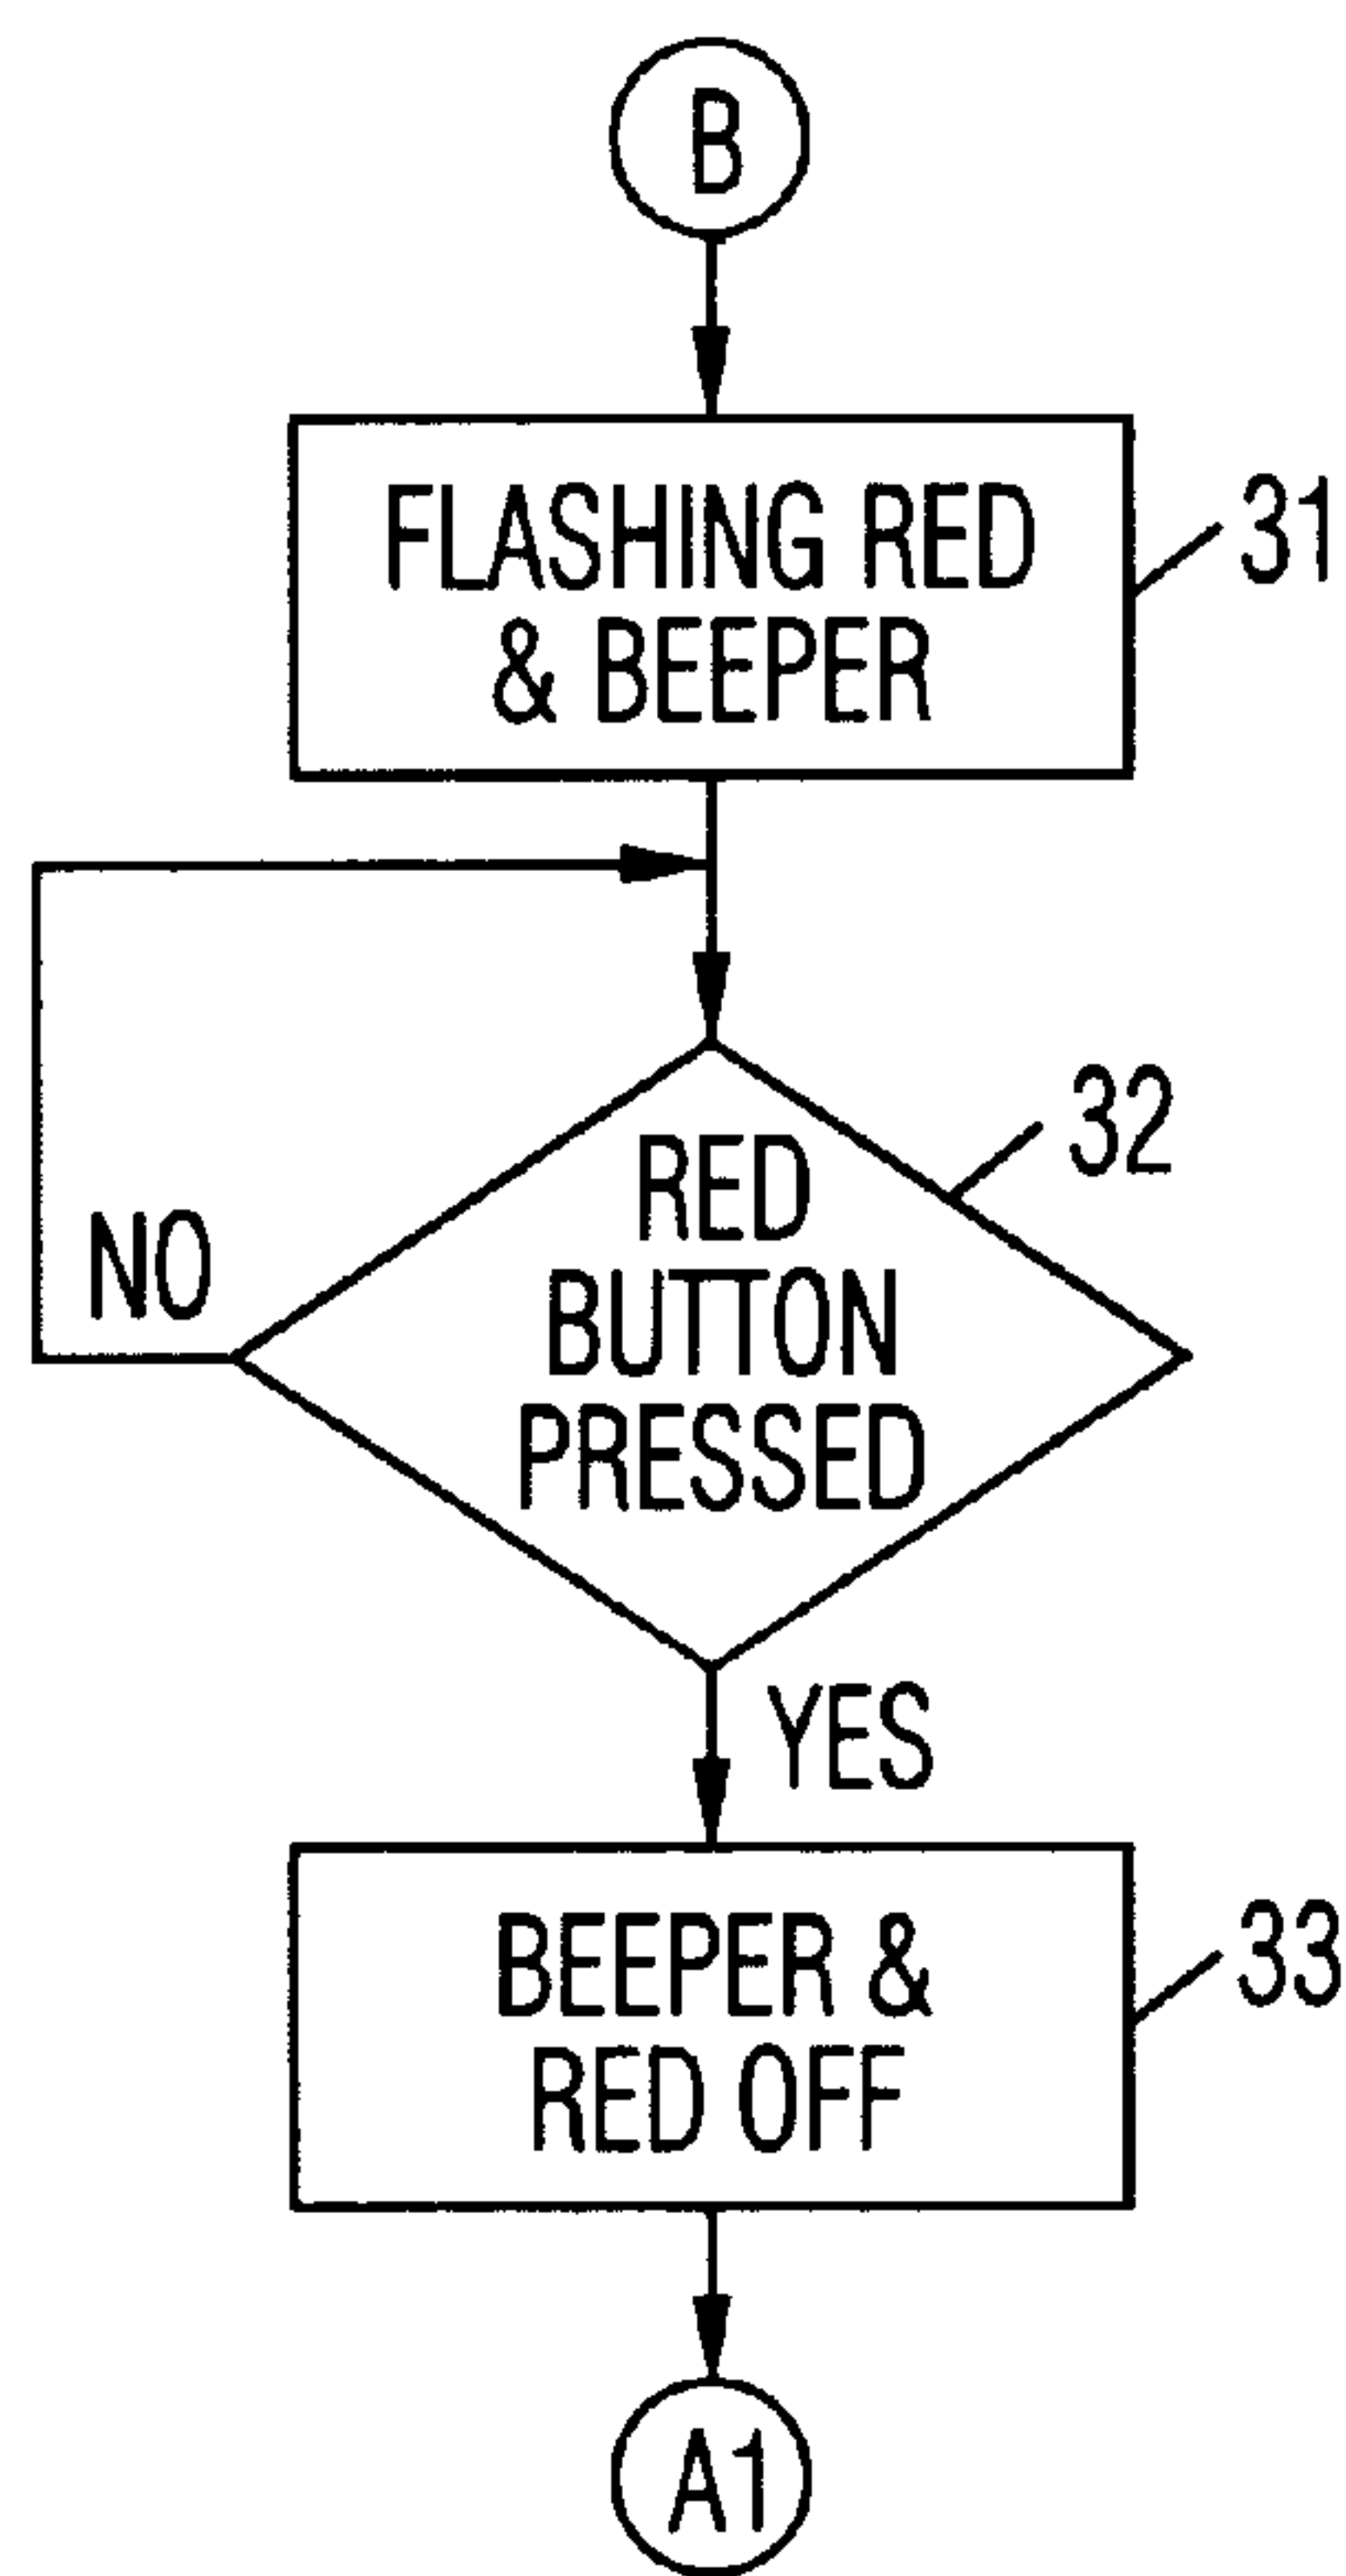 B
FLASHING RED
& BEEPER
31
32
RED
BUTTON
PRESSED
NO
YES
BEEPER &
RED OFF
33
A1